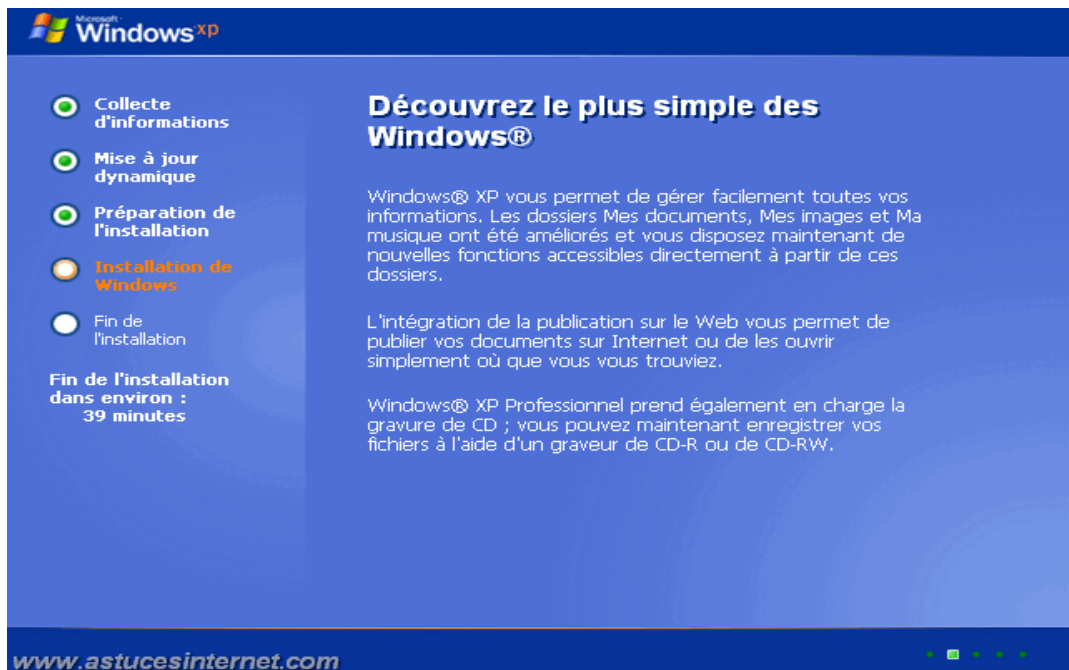 Microsoft
Windows xp
Collecte
d'informations
Mise à jour
dynamique
Préparation de
l'installation
Installation de
Windows
Fin de
l'installation
Fin de l'installation
dans environ :
39 minutes
Découvrez le plus simple des
Windows®
Windows® XP vous permet de gérer facilement toutes vos
informations. Les dossiers Mes documents, Mes images et Ma
musique ont été améliorés et vous disposez maintenant de
nouvelles fonctions accessibles directement à partir de ces
dossiers.
L'intégration de la publication sur le Web vous permet de
publier vos documents sur Internet ou de les ouvrir
simplement où que vous vous trouviez.
Windows® XP Professionnel prend également en charge la
gravure de CD ; vous pouvez maintenant enregistrer vos
fichiers à l'aide d'un graveur de CD-R ou de CD-RW.
www.astucesinternet.com